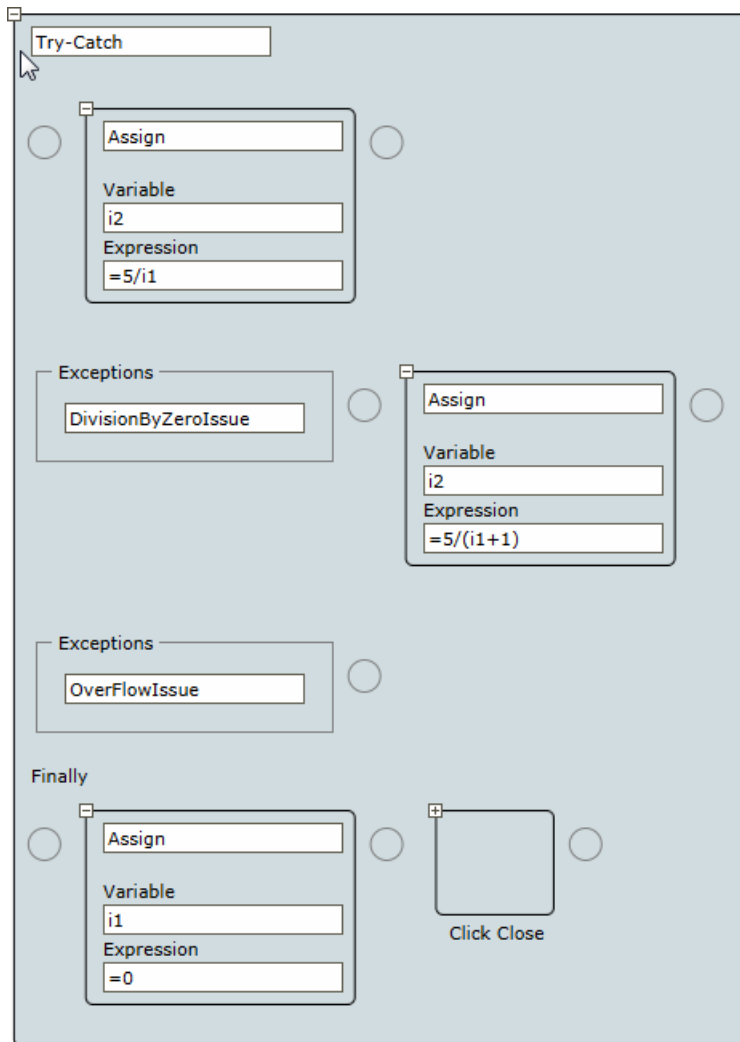 Try-Catch
Assign
Variable
i2
Expression
=5/i1
Exceptions
DivisionByZeroIssue
Assign
Variable
i2
Expression
=5/(i1+1)
Exceptions
OverFlowIssue
Finally
Assign
Variable
i1
Expression
=0
Click Close